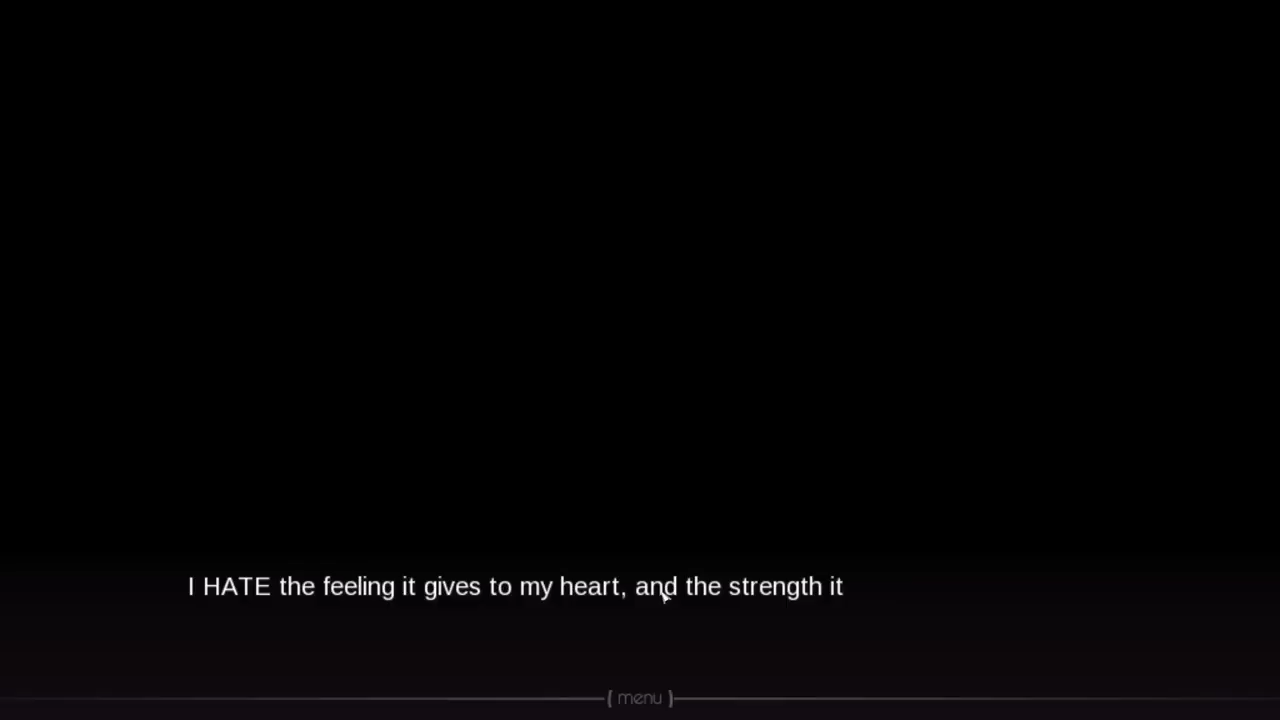 I HATE the feeling it gives to my heart, and the strength it
{ menu }